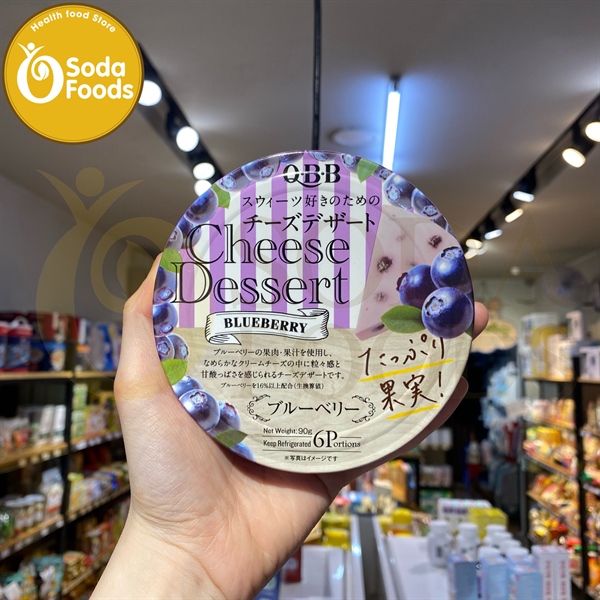 Health food Store
Soda
Foods
Q·B·B
スウィーツ好きのための
チーズデザート
Cheese
Dessert
BLUEBERRY
ブルーベリーの果肉・果汁を使用し、
なめらかなクリームチーズの中に粒々感と
甘酸っぱさを感じられるチーズデザートです。
ブルーベリーを16%以上配合(生換算値)
たっぷり
果実!
ブルーベリー
Net Weight: 90g
Keep Refrigerated 6Portions
※写真はイメージです